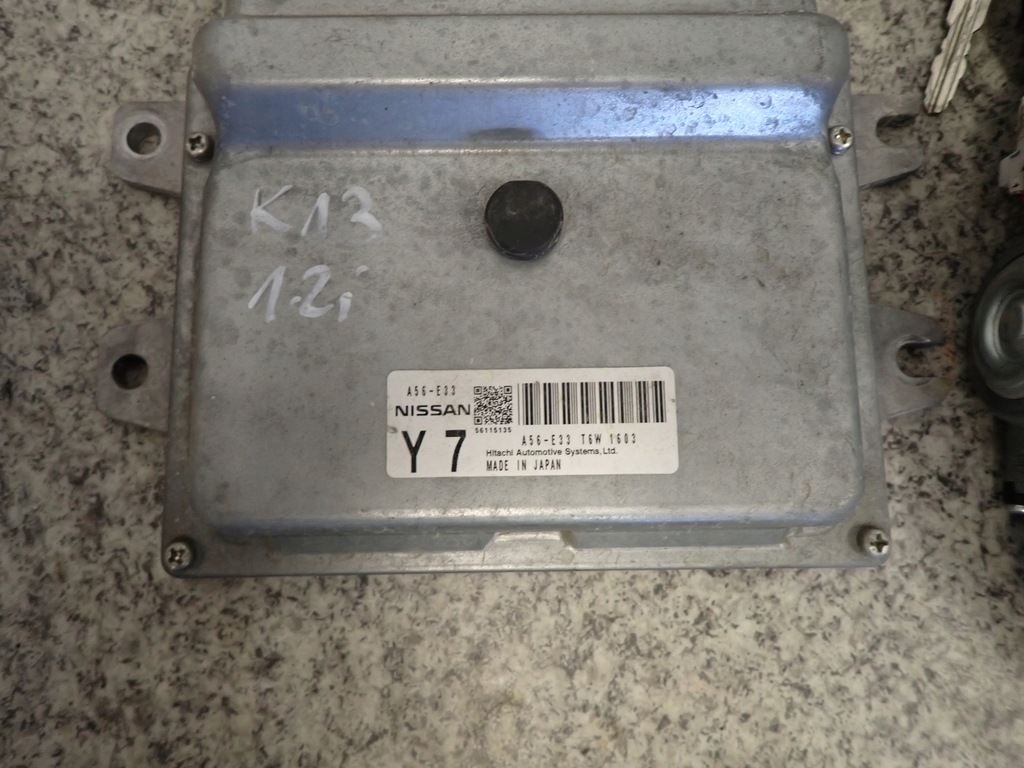 K13
1.2i
A56-E33
NISSAN
56115135
Y7
A56-E33 T6W 1603
Hitachi Automotive Systems,Ltd.
MADE IN JAPAN